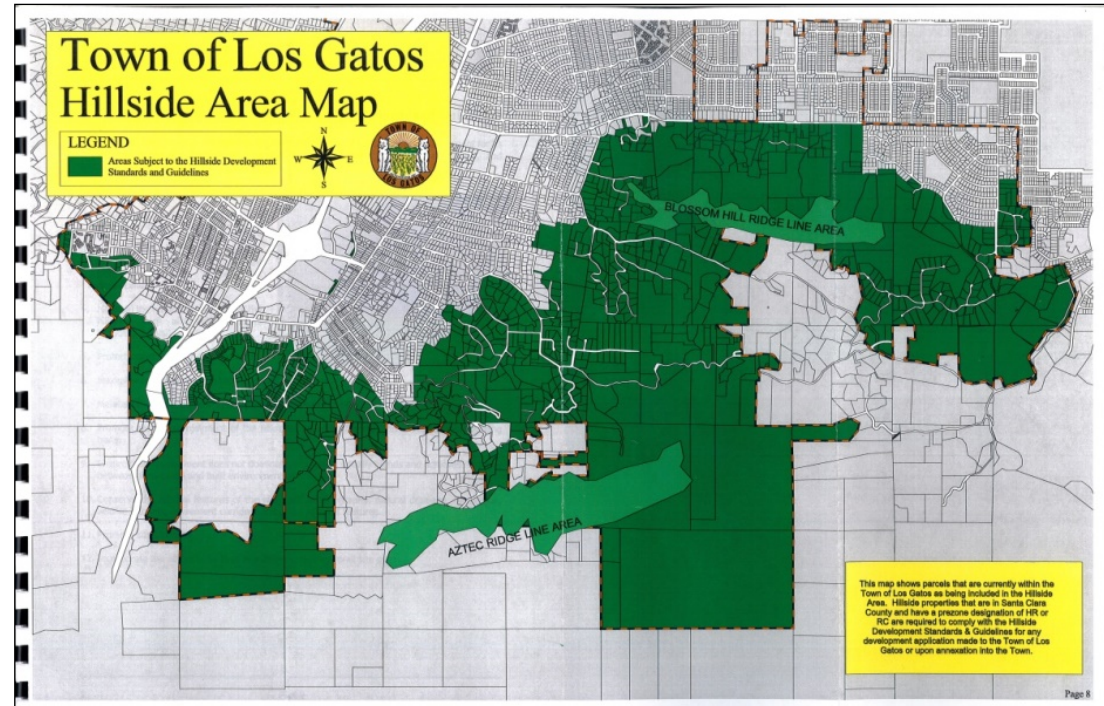 Town of Los Gatos
Hillside Area Map
LEGEND
Areas Subject to the Hillside Development
Standards and Guidelines
N
W E
S
TOWN OF
LOS GATOS
BLOSSOM HILL RIDGE LINE AREA
AZTEC RIDGE LINE AREA
This map shows parcels that are currently within the
Town of Los Gatos as being included in the Hillside
Area. Hillside properties that are in Santa Clara
County and have a prezone designation of HR or
RC are required to comply with the Hillside
Development Standards & Guidelines for any
development application made to the Town of Los
Gatos or upon annexation into the Town.
Page 8